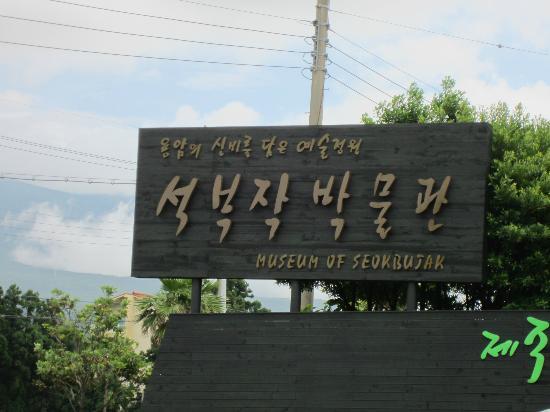 용암의 신비를 담은 예술정원
석부작 박물관
MUSEUM OF SEOKBUJAK
제주